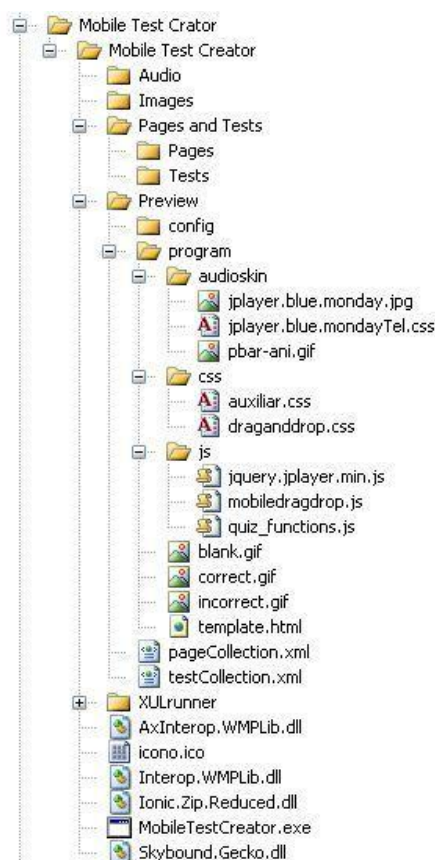 Mobile Test Crator
Mobile Test Creator
Audio
Images
Pages and Tests
Pages
Tests
Preview
config
program
audioskin
jplayer.blue.monday.jpg
jplayer.blue.mondayTel.css
pbar-ani.gif
css
auxiliar.css
draganddrop.css
js
jquery.jplayer.min.js
mobiledragdrop.js
quiz_functions.js
blank.gif
correct.gif
incorrect.gif
template.html
pageCollection.xml
testCollection.xml
XULrunner
AxInterop.WMPLib.dll
icono.ico
Interop.WMPLib.dll
Ionic.Zip.Reduced.dll
MobileTestCreator.exe
Skybound.Gecko.dll